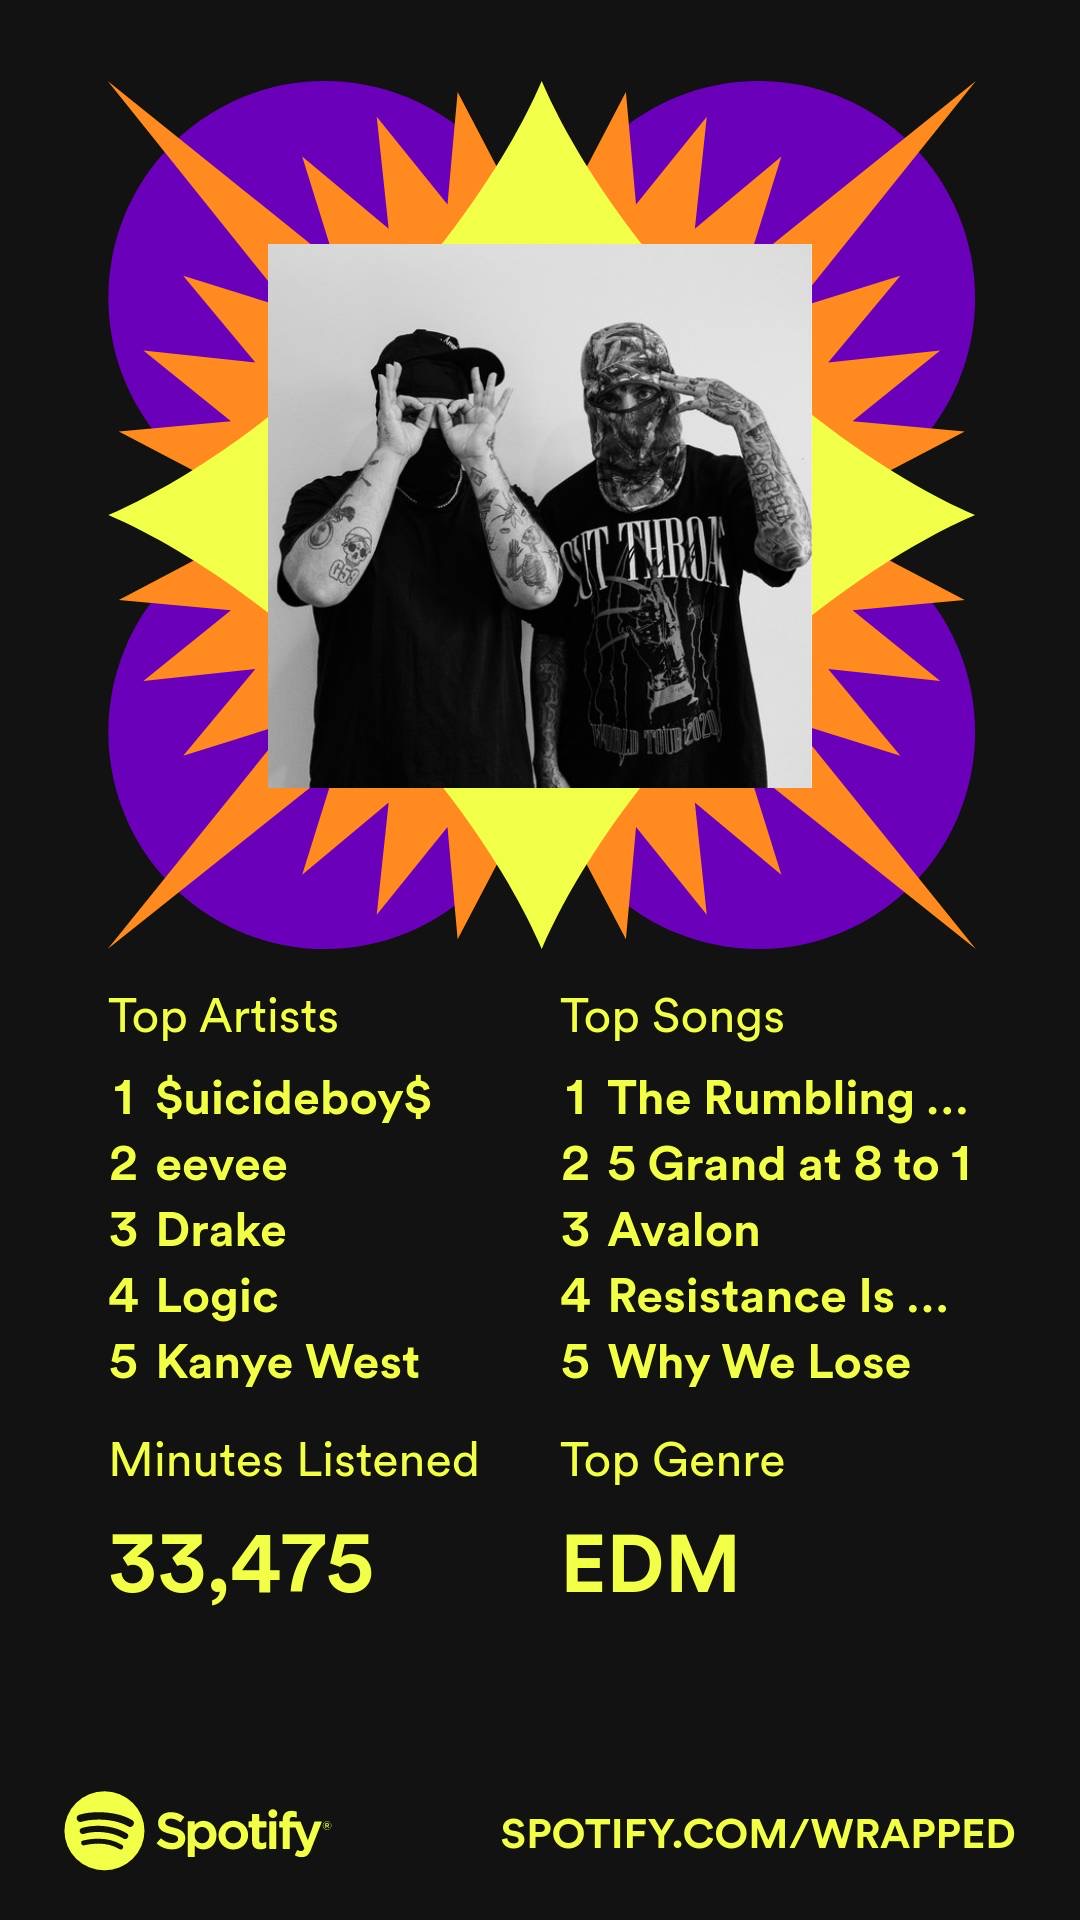 CUT THROAT
WORLD TOUR 2020
G59
Top Artists
1 $uicideboy$
2 eevee
3 Drake
4 Logic
5 Kanye West
Top Songs
1 The Rumbling ...
2 5 Grand at 8 to 1
3 Avalon
4 Resistance Is ...
5 Why We Lose
Minutes Listened
33,475
Top Genre
EDM
Spotify®
SPOTIFY.COM/WRAPPED